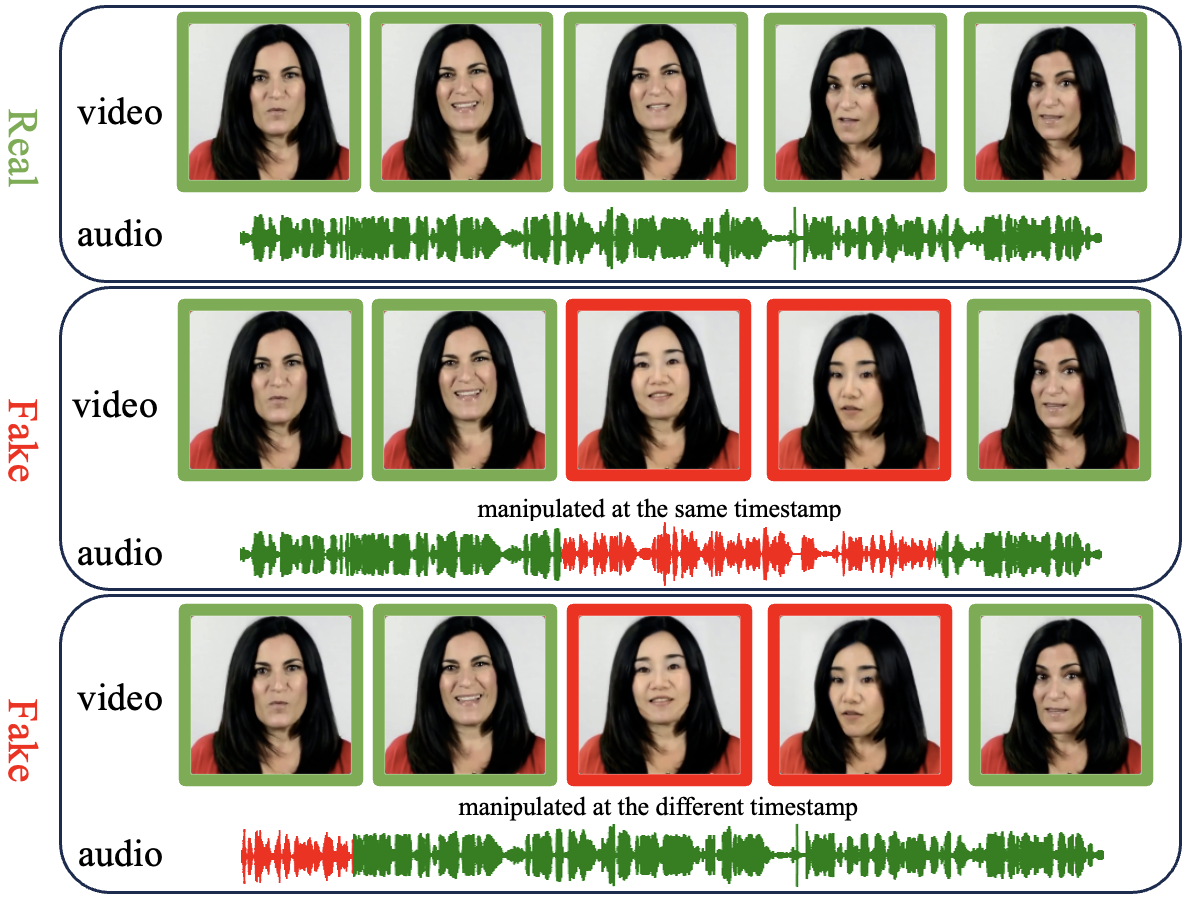 Real
video
audio
Fake
video
manipulated at the same timestamp
audio
Fake
video
manipulated at the different timestamp
audio